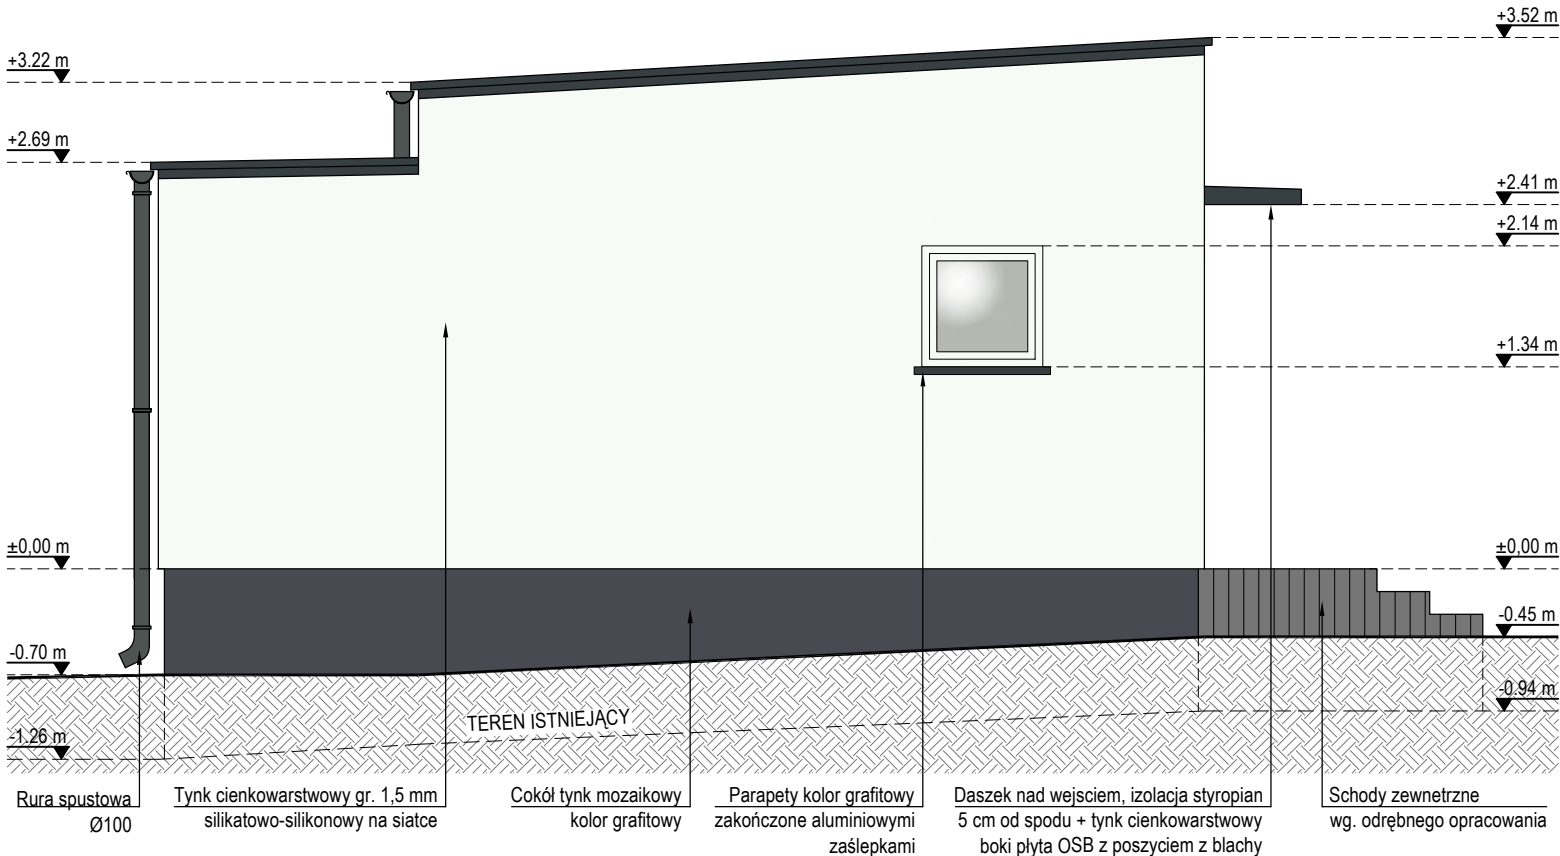 +3.52 m
+3.22 m
+2.69 m
+2.41 m
+2.14 m
+1.34 m
±0,00 m
±0,00 m
-0.45 m
-0.70 m
-0.94 m
TEREN ISTNIEJĄCY
-1.26 m
Rura spustowa
Ø100
Tynk cienkowarstwowy gr. 1,5 mm
silikatowo-silikonowy na siatce
Cokół tynk mozaikowy
kolor grafitowy
Parapety kolor grafitowy
zakończone aluminiowymi
zaślepkami
Daszek nad wejsciem, izolacja styropian
5 cm od spodu + tynk cienkowarstwowy
boki płyta OSB z poszyciem z blachy
Schody zewnetrzne
wg. odrębnego opracowania